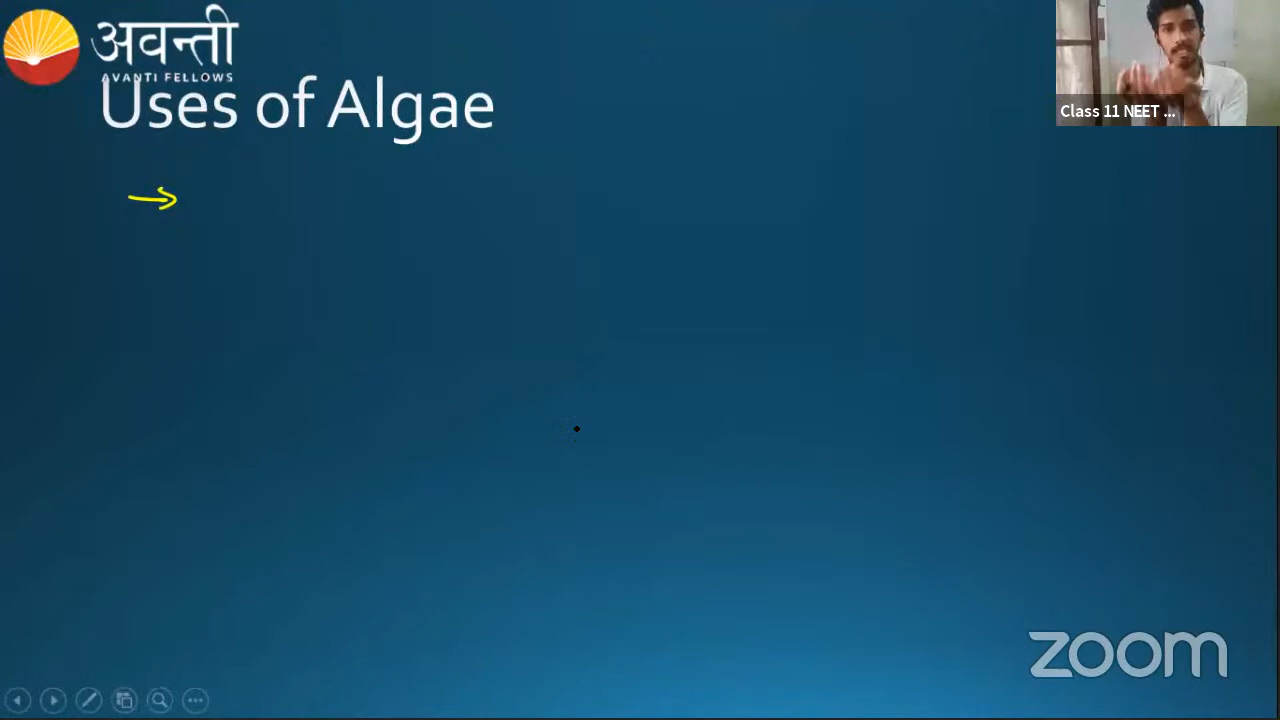 अवन्ती
AVANTI FELLOWS
Uses of Algae
Class 11 NEET ...
zoom